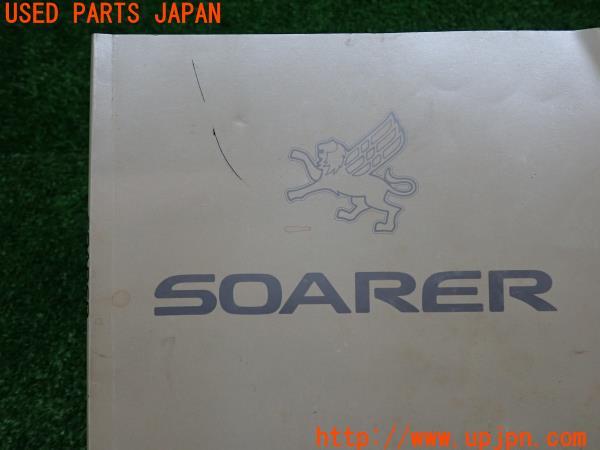 USED PARTS JAPAN
SOARER
http://www.upjpn.com